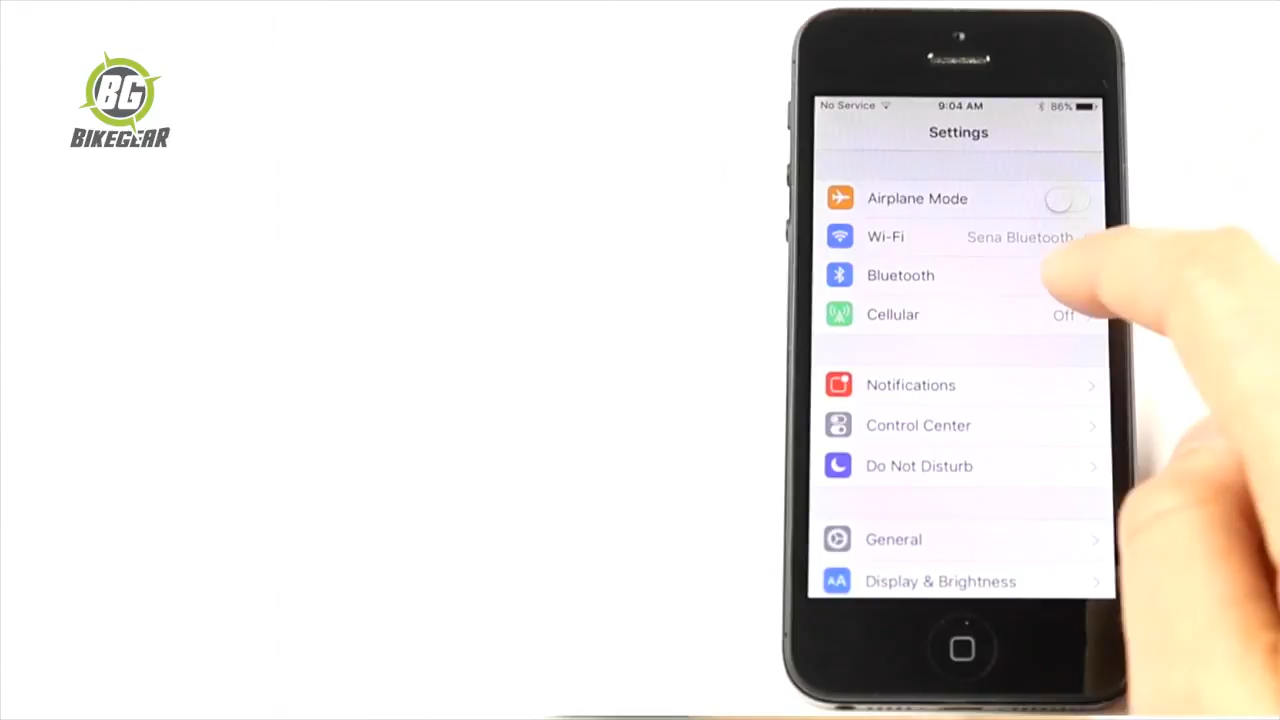 BG
BIKEGEAR
No Service 9:04 AM 86%
Settings
Airplane Mode
Wi-Fi Sena Bluetooth
Bluetooth
Cellular Off
Notifications
Control Center
Do Not Disturb
General
AA Display & Brightness